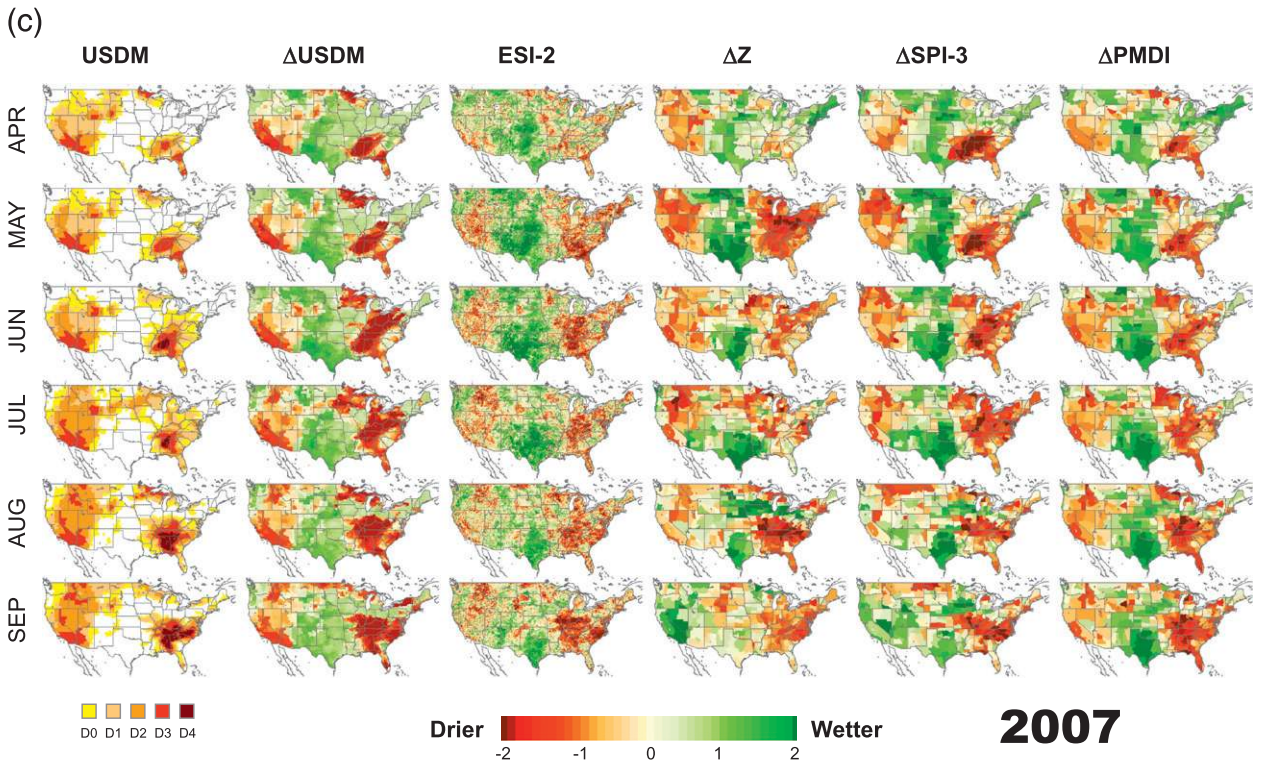 (c)
USDM ΔUSDM ESI-2 ΔZ ΔSPI-3 ΔPMDI
APR
MAY
JUN
JUL
AUG
SEP
D0 D1 D2 D3 D4
Drier Wetter
-2 -1 0 1 2
2007